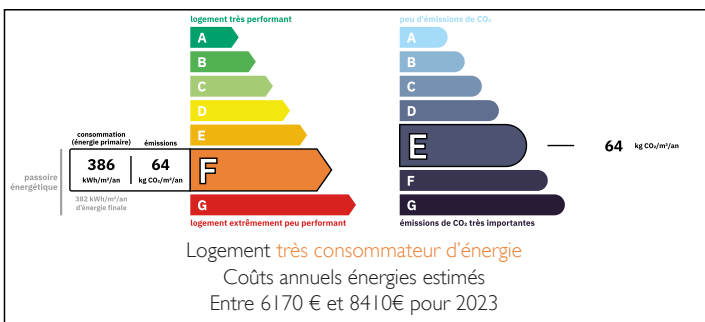 logement très performant
A
B
C
D
E
consommation
(énergie primaire)
émissions
386
kWh/m²/an
64
kg CO₂/m²/an
F
passoire
énergétique
382 kWh/m²/an
d'énergie finale
G
logement extrêmement peu performant
peu d'émissions de CO₂
A
B
C
D
E
64 kg CO₂/m²/an
F
G
émissions de CO₂ très importantes
Logement très consommateur d'énergie
Coûts annuels énergies estimés
Entre 6170 € et 8410€ pour 2023